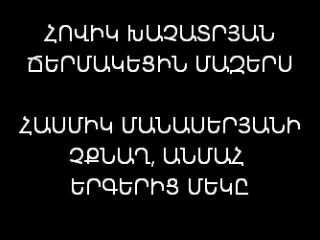 ՀՈՎԻԿ ԽԱՉԱՏՐՅԱՆ
ՃԵՐՄԱԿԵՑԻՆ ՄԱԶԵՐՍ
ՀԱՍՄԻԿ ՄԱՆԱՍԵՐՅԱՆԻ
ՉՔՆԱՂ, ԱՆՄԱՀ
ԵՐԳԵՐԻՑ ՄԵԿԸ